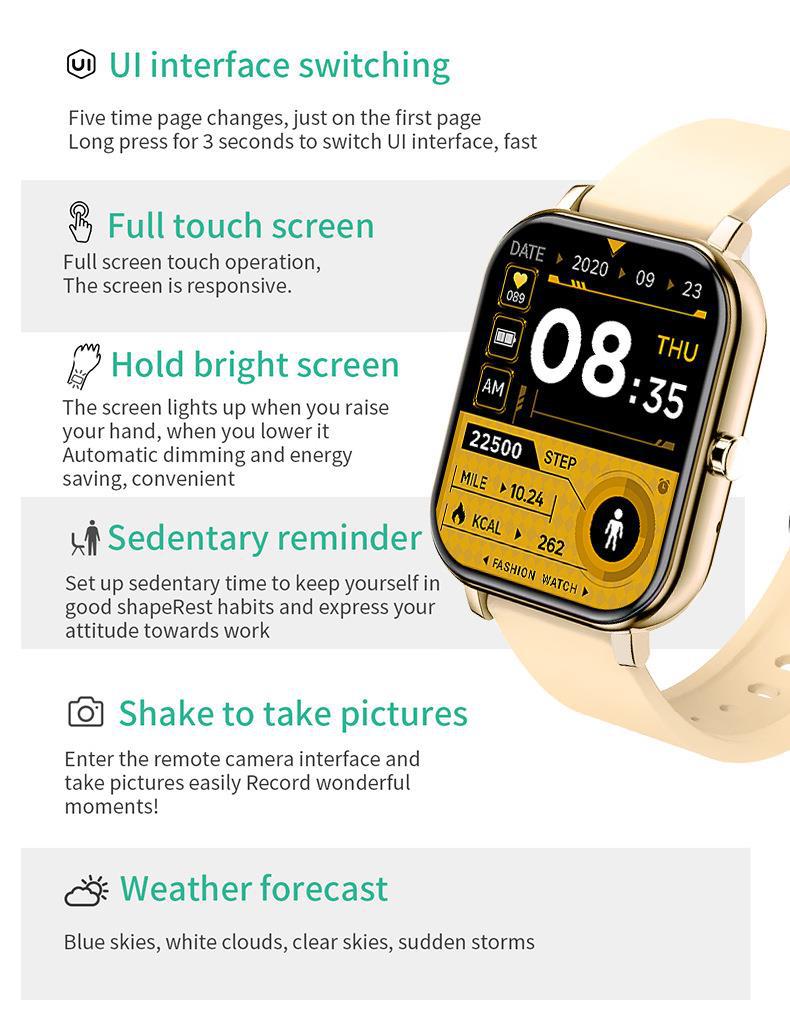 UI
UI interface switching
Five time page changes, just on the first page
Long press for 3 seconds to switch UI interface, fast
Full touch screen
Full screen touch operation,
The screen is responsive.
Hold bright screen
The screen lights up when you raise
your hand, when you lower it
Automatic dimming and energy
saving, convenient
Sedentary reminder
Set up sedentary time to keep yourself in
good shapeRest habits and express your
attitude towards work
Shake to take pictures
Enter the remote camera interface and
take pictures easily Record wonderful
moments!
Weather forecast
Blue skies, white clouds, clear skies, sudden storms
DATE 2020 09 23
089
THU
08:35
AM
22500 STEP
MILE 10.24
KCAL 262
FASHION WATCH